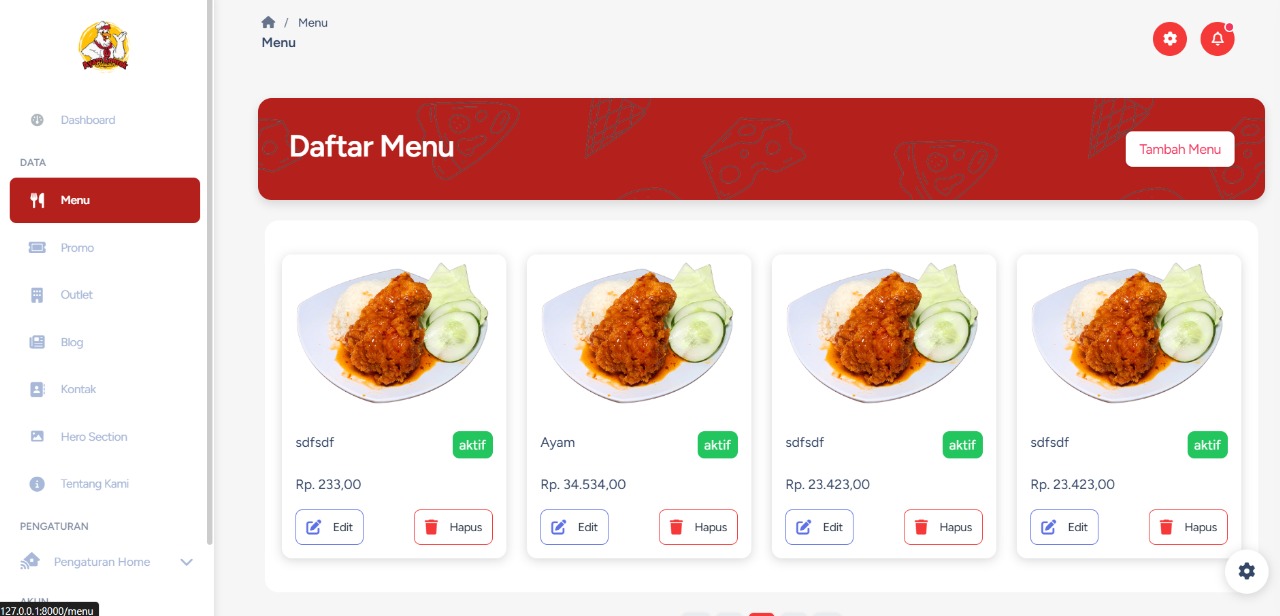 / Menu
Menu
Dashboard
DATA
Menu
Promo
Outlet
Blog
Kontak
Hero Section
Tentang Kami
PENGATURAN
Pengaturan Home
AKUN
127.0.0.1:8000/menu
Daftar Menu
Tambah Menu
sdfsdf aktif
Rp. 233,00
Edit Hapus
Ayam aktif
Rp. 34.534,00
Edit Hapus
sdfsdf aktif
Rp. 23.423,00
Edit Hapus
sdfsdf aktif
Rp. 23.423,00
Edit Hapus